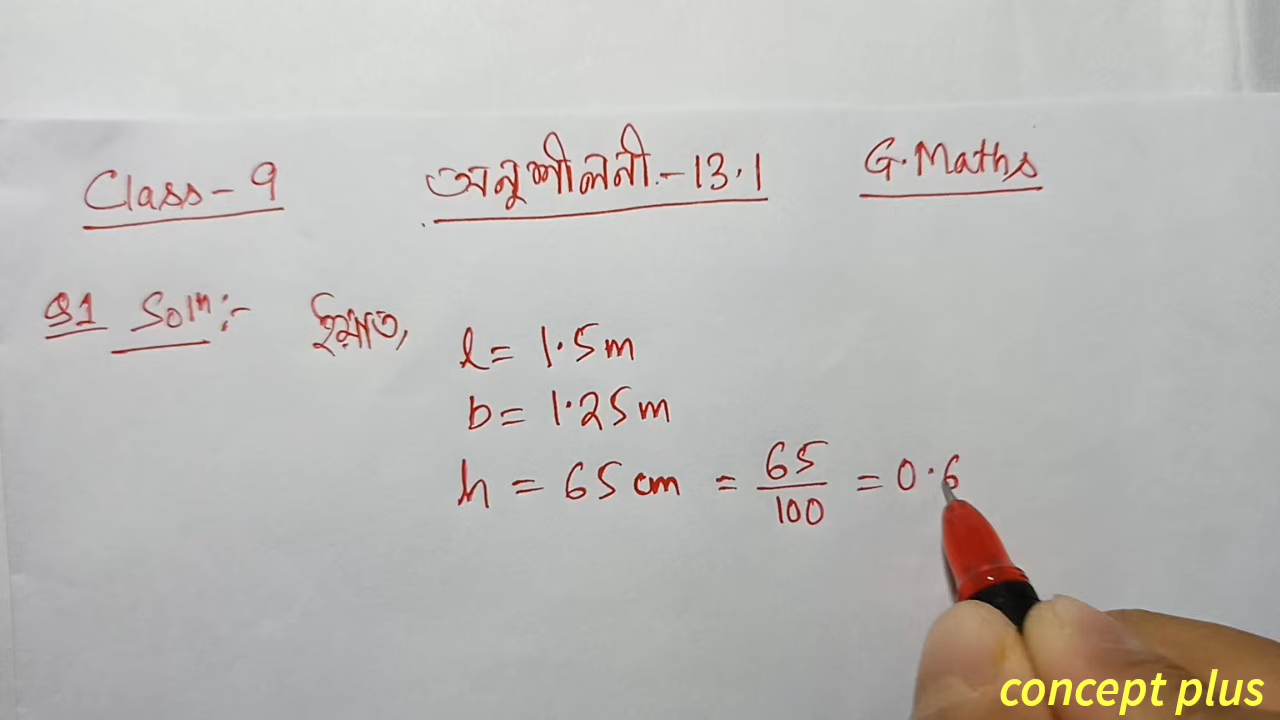 Class - 9 অনুশীলনী.- 13.1 G. Maths
Q1 Solⁿ:- ইয়াত,
l = 1.5m
b = 1.25m
h = 65 cm = 65/100 = 0.6
concept plus